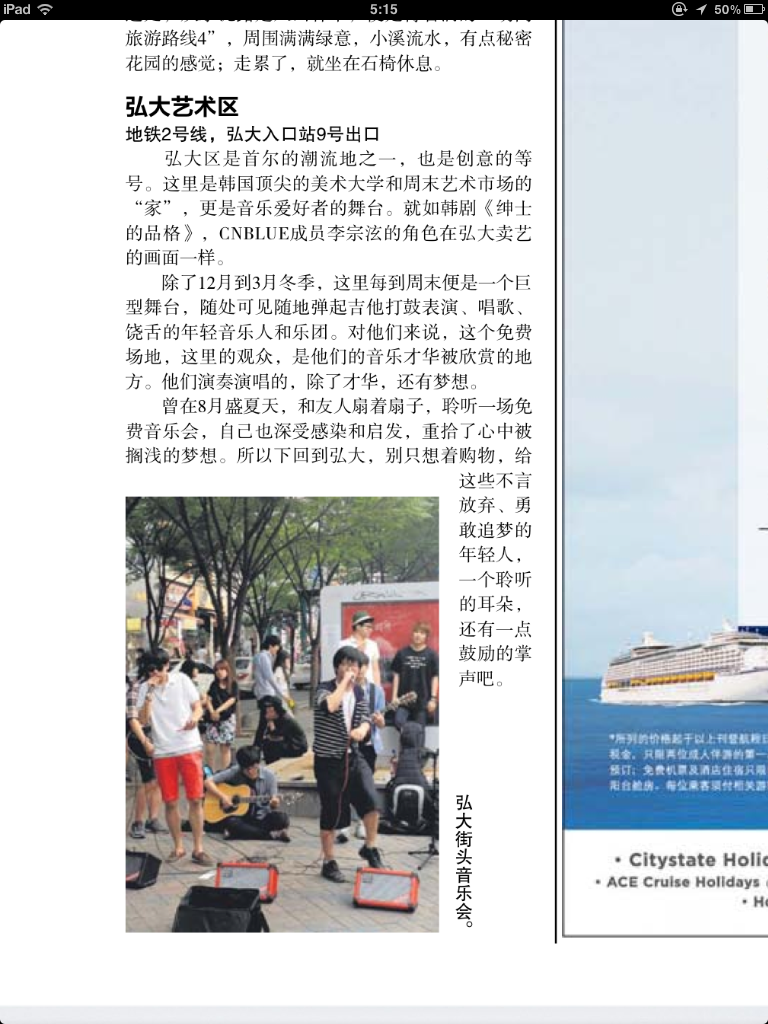 iPad
5:15
50%
旅游路线4”，周围满满绿意，小溪流水，有点秘密
花园的感觉；走累了，就坐在石椅休息。
弘大艺术区
地铁2号线，弘大入口站9号出口
弘大区是首尔的潮流地之一，也是创意的等
号。这里是韩国顶尖的美术大学和周末艺术市场的
“家”，更是音乐爱好者的舞台。就如韩剧《绅士
的品格》，CNBLUE成员李宗泫的角色在弘大卖艺
的画面一样。
除了12月到3月冬季，这里每到周末便是一个巨
型舞台，随处可见随地弹起吉他打鼓表演、唱歌、
饶舌的年轻音乐人和乐团。对他们来说，这个免费
场地，这里的观众，是他们的音乐才华被欣赏的地
方。他们演奏演唱的，除了才华，还有梦想。
曾在8月盛夏天，和友人扇着扇子，聆听一场免
费音乐会，自己也深受感染和启发，重拾了心中被
搁浅的梦想。所以下回到弘大，别只想着购物，给
这些不言
放弃、勇
敢追梦的
年轻人，
一个聆听
的耳朵，
还有一点
鼓励的掌
声吧。
弘大街头音乐会。
*所列的价格起于以上刊登航程日
现金，只限两位成人伴游的第一
预订；免费机票及酒店住宿只限
阳台舱房，每位乘客须付相关游
• Citystate Holid
• ACE Cruise Holidays
• Ho